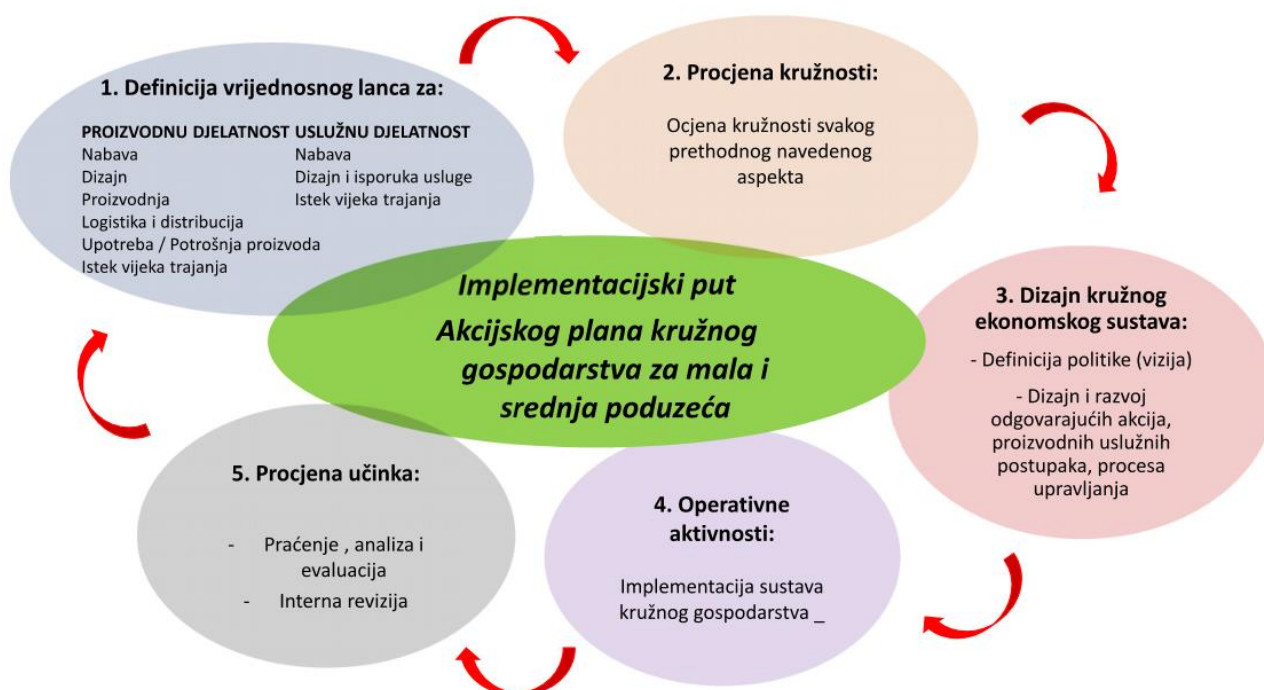 1. Definicija vrijednosnog lanca za:
PROIZVODNU DJELATNOST USLUŽNU DJELATNOST
Nabava Nabava
Dizajn Dizajn i isporuka usluge
Proizvodnja Istek vijeka trajanja
Logistika i distribucija
Upotreba / Potrošnja proizvoda
Istek vijeka trajanja
2. Procjena kružnosti:
Ocjena kružnosti svakog
prethodnog navedenog
aspekta
3. Dizajn kružnog
ekonomskog sustava:
- Definicija politike (vizija)
- Dizajn i razvoj
odgovarajućih akcija,
proizvodnih uslužnih
postupaka, procesa
upravljanja
4. Operativne
aktivnosti:
Implementacija sustava
kružnog gospodarstva _
5. Procjena učinka:
- Praćenje , analiza i
evaluacija
- Interna revizija
Implementacijski put
Akcijskog plana kružnog
gospodarstva za mala i
srednja poduzeća